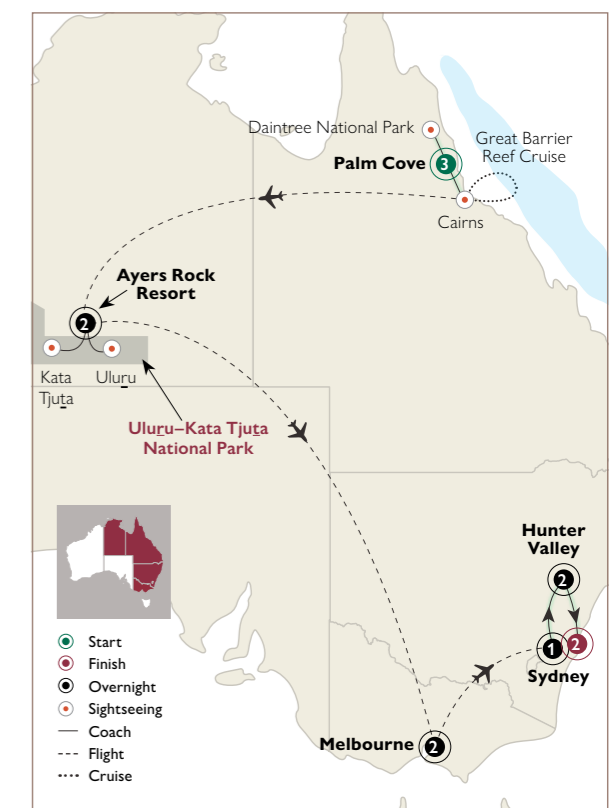 Daintree National Park
Great Barrier
Reef Cruise
Palm Cove
3
Cairns
Ayers Rock
Resort
2
Kata
Tjuṯa
Uluṟu
Uluṟu–Kata Tjuṯa
National Park
Hunter
Valley
2
1
2
Sydney
Melbourne
2
Start
Finish
Overnight
Sightseeing
Coach
Flight
Cruise